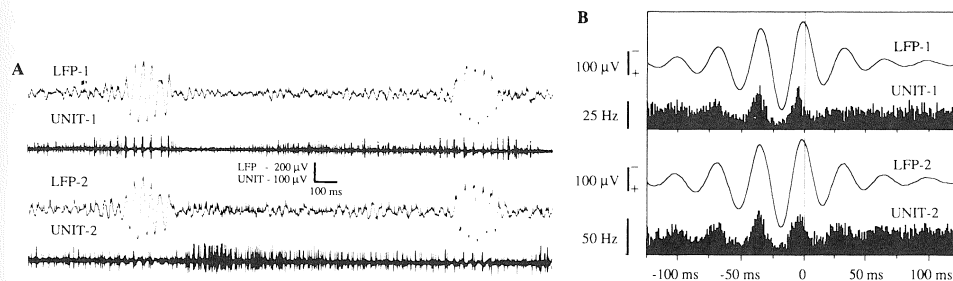 A
LFP-1
UNIT-1
LFP - 200 µV
UNIT - 100 µV
100 ms
LFP-2
UNIT-2
B
LFP-1
100 µV
-
+
UNIT-1
25 Hz
LFP-2
100 µV
-
+
UNIT-2
50 Hz
-100 ms -50 ms 0 50 ms 100 ms